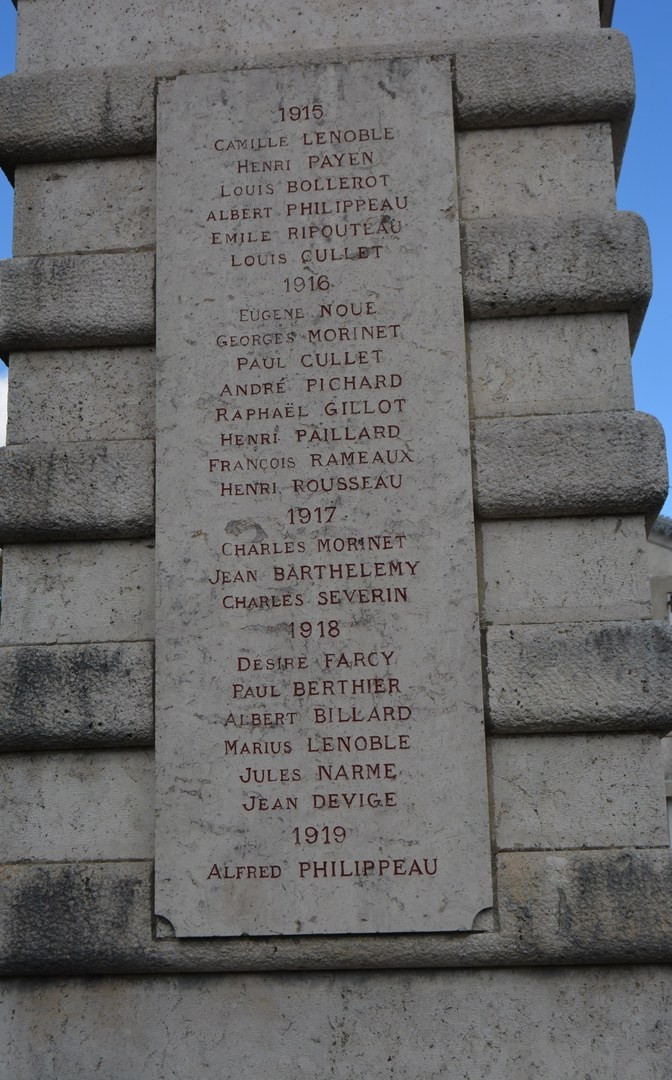 1915
CAMILLE LENOBLE
HENRI PAYEN
LOUIS BOLLEROT
ALBERT PHILIPPEAU
EMILE RIPOUTEAU
LOUIS CULLET
1916
EUGENE NOUE
GEORGES MORINET
PAUL CULLET
ANDRÉ PICHARD
RAPHAËL GILLOT
HENRI PAILLARD
FRANÇOIS RAMEAUX
HENRI ROUSSEAU
1917
CHARLES MORINET
JEAN BARTHELEMY
CHARLES SEVERIN
1918
DESIRE FARCY
PAUL BERTHIER
ALBERT BILLARD
MARIUS LENOBLE
JULES NARME
JEAN DEVIGE
1919
ALFRED PHILIPPEAU